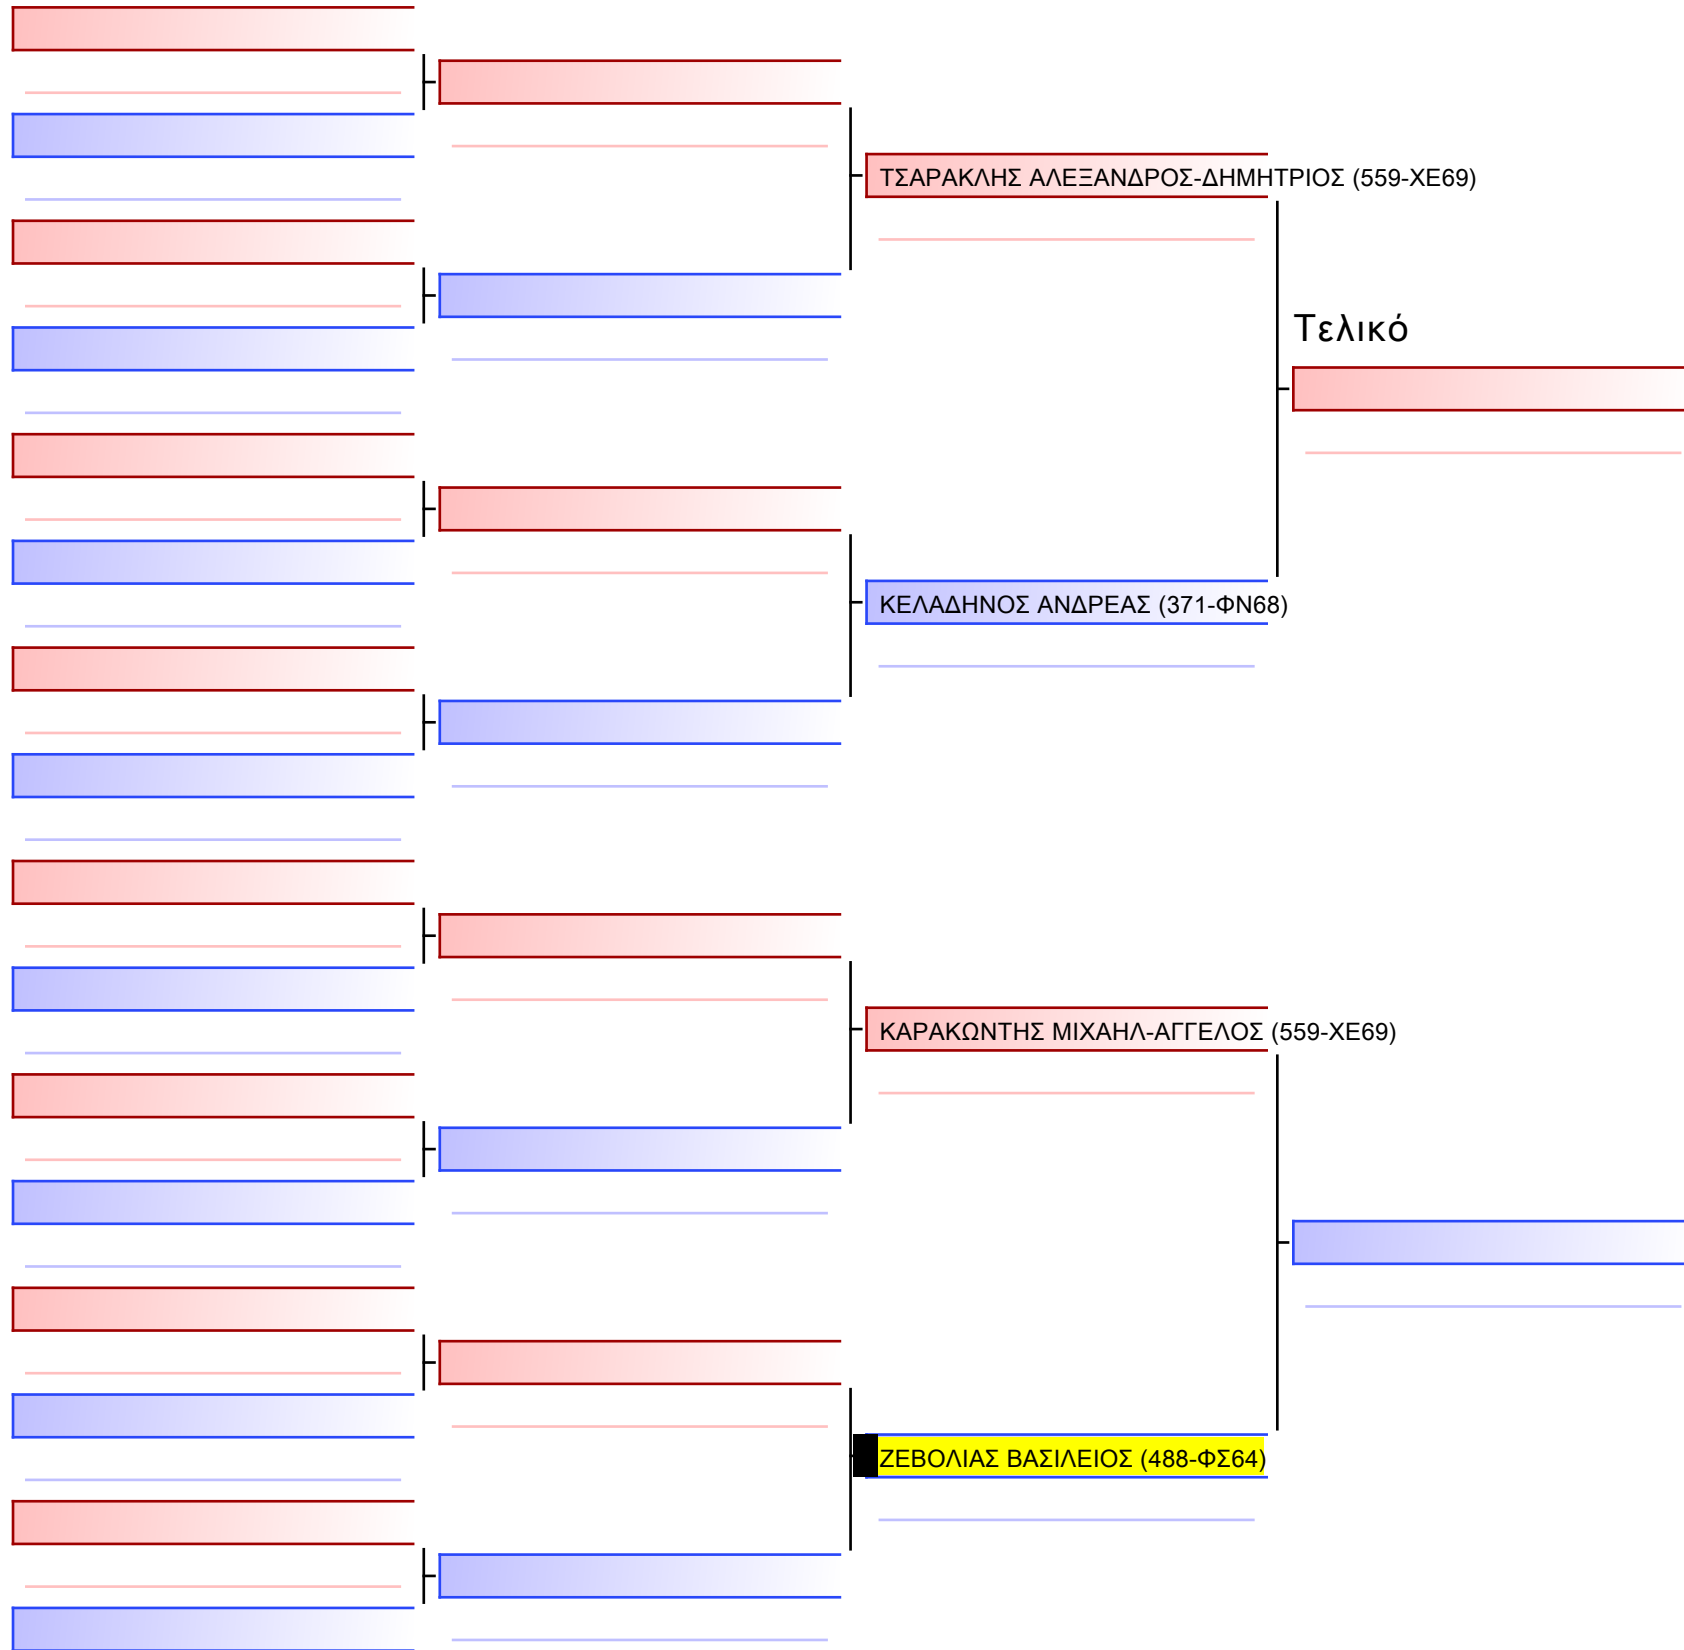 ΤΣΑΡΑΚΛΗΣ ΑΛΕΞΑΝΔΡΟΣ-ΔΗΜΗΤΡΙΟΣ (559-ΧΕ69)
Τελικό
ΚΕΛΑΔΗΝΟΣ ΑΝΔΡΕΑΣ (371-ΦΝ68)
ΚΑΡΑΚΩΝΤΗΣ ΜΙΧΑΗΛ-ΑΓΓΕΛΟΣ (559-ΧΕ69)
ΖΕΒΟΛΙΑΣ ΒΑΣΙΛΕΙΟΣ (488-ΦΣ64)